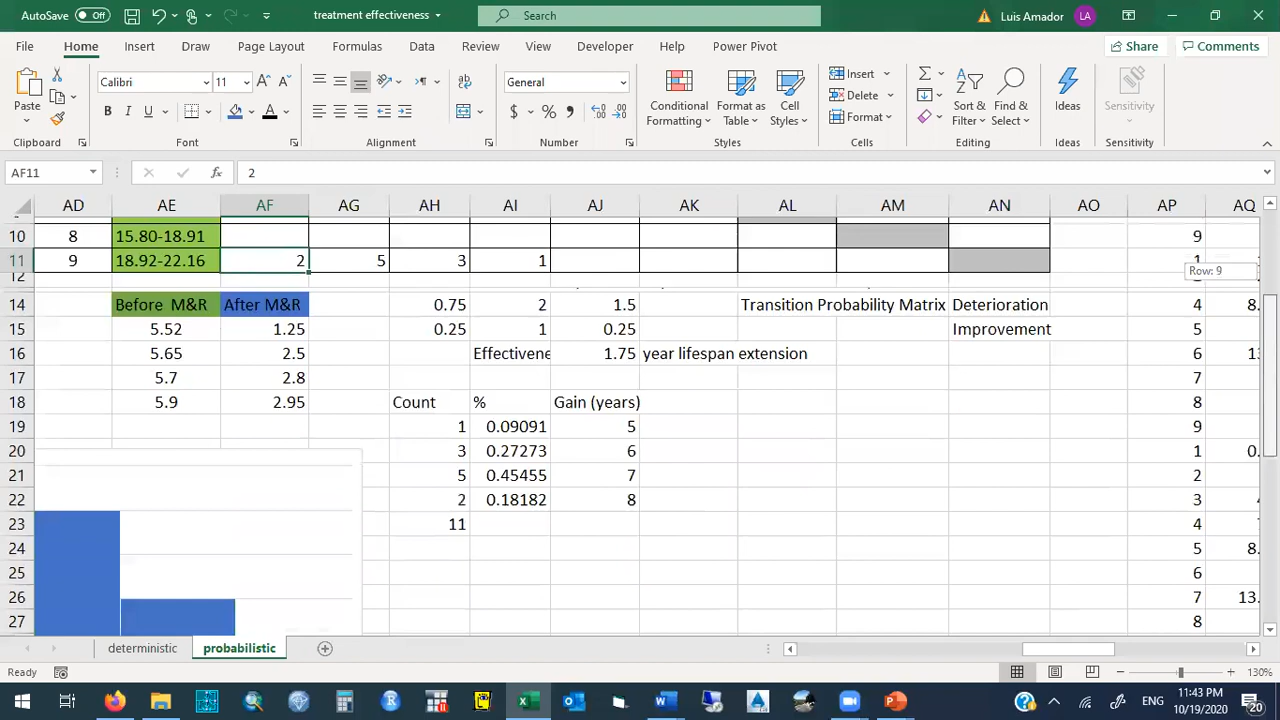 AutoSave Off treatment effectiveness Search Luis Amador LA
File Home Insert Draw Page Layout Formulas Data Review View Developer Help Power Pivot Share Comments
Paste Calibri 11 General Conditional Formatting Format as Table Cell Styles Insert Delete Format Sort & Filter Find & Select Ideas Sensitivity
Clipboard Font Alignment Number Styles Cells Editing Ideas Sensitivity
AF11 fx 2
AD AE AF AG AH AI AJ AK AL AM AN AO AP AQ
10 8 15.80-18.91 9
11 9 18.92-22.16 2 5 3 1 1
Row: 9
12
14 Before M&R After M&R 0.75 2 1.5 Transition Probability Matrix Deterioration 4 8.
15 5.52 1.25 0.25 1 0.25 Improvement 5
16 5.65 2.5 Effectivene 1.75 year lifespan extension 6 1
17 5.7 2.8 7
18 5.9 2.95 Count % Gain (years) 8
19 1 0.09091 5 9
20 3 0.27273 6 1 0.
21 5 0.45455 7 2
22 2 0.18182 8 3
23 11 4
24 5 8.
25 6
26 7 13.
27 8
deterministic probabilistic
Ready 130%
ENG 11:43 PM 10/19/2020 20